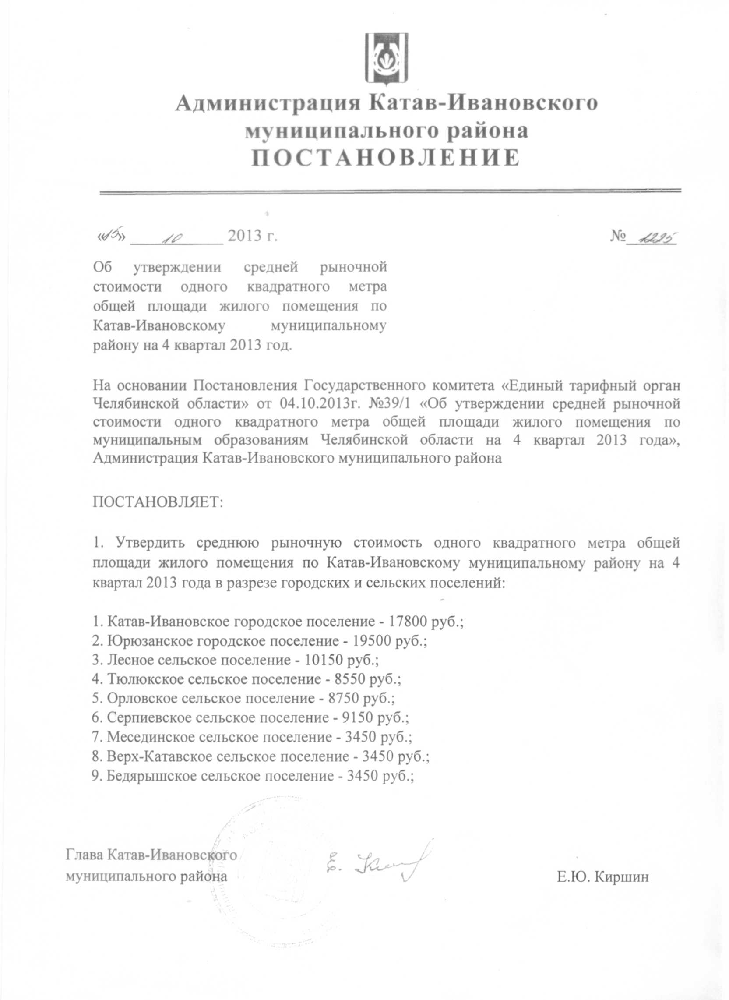 Администрация Катав-Ивановского
муниципального района
ПОСТАНОВЛЕНИЕ
«15» 10 2013 г. № 1225
Об утверждении средней рыночной
стоимости одного квадратного метра
общей площади жилого помещения по
Катав-Ивановскому муниципальному
району на 4 квартал 2013 год.
На основании Постановления Государственного комитета «Единый тарифный орган
Челябинской области» от 04.10.2013г. №39/1 «Об утверждении средней рыночной
стоимости одного квадратного метра общей площади жилого помещения по
муниципальным образованиям Челябинской области на 4 квартал 2013 года»,
Администрация Катав-Ивановского муниципального района
ПОСТАНОВЛЯЕТ:
1. Утвердить среднюю рыночную стоимость одного квадратного метра общей
площади жилого помещения по Катав-Ивановскому муниципальному району на 4
квартал 2013 года в разрезе городских и сельских поселений:
1. Катав-Ивановское городское поселение - 17800 руб.;
2. Юрюзанское городское поселение - 19500 руб.;
3. Лесное сельское поселение - 10150 руб.;
4. Тюлюкское сельское поселение - 8550 руб.;
5. Орловское сельское поселение - 8750 руб.;
6. Серпиевское сельское поселение - 9150 руб.;
7. Месединское сельское поселение - 3450 руб.;
8. Верх-Катавское сельское поселение - 3450 руб.;
9. Бедярышское сельское поселение - 3450 руб.;
Глава Катав-Ивановского
муниципального района Е.Ю. Киршин